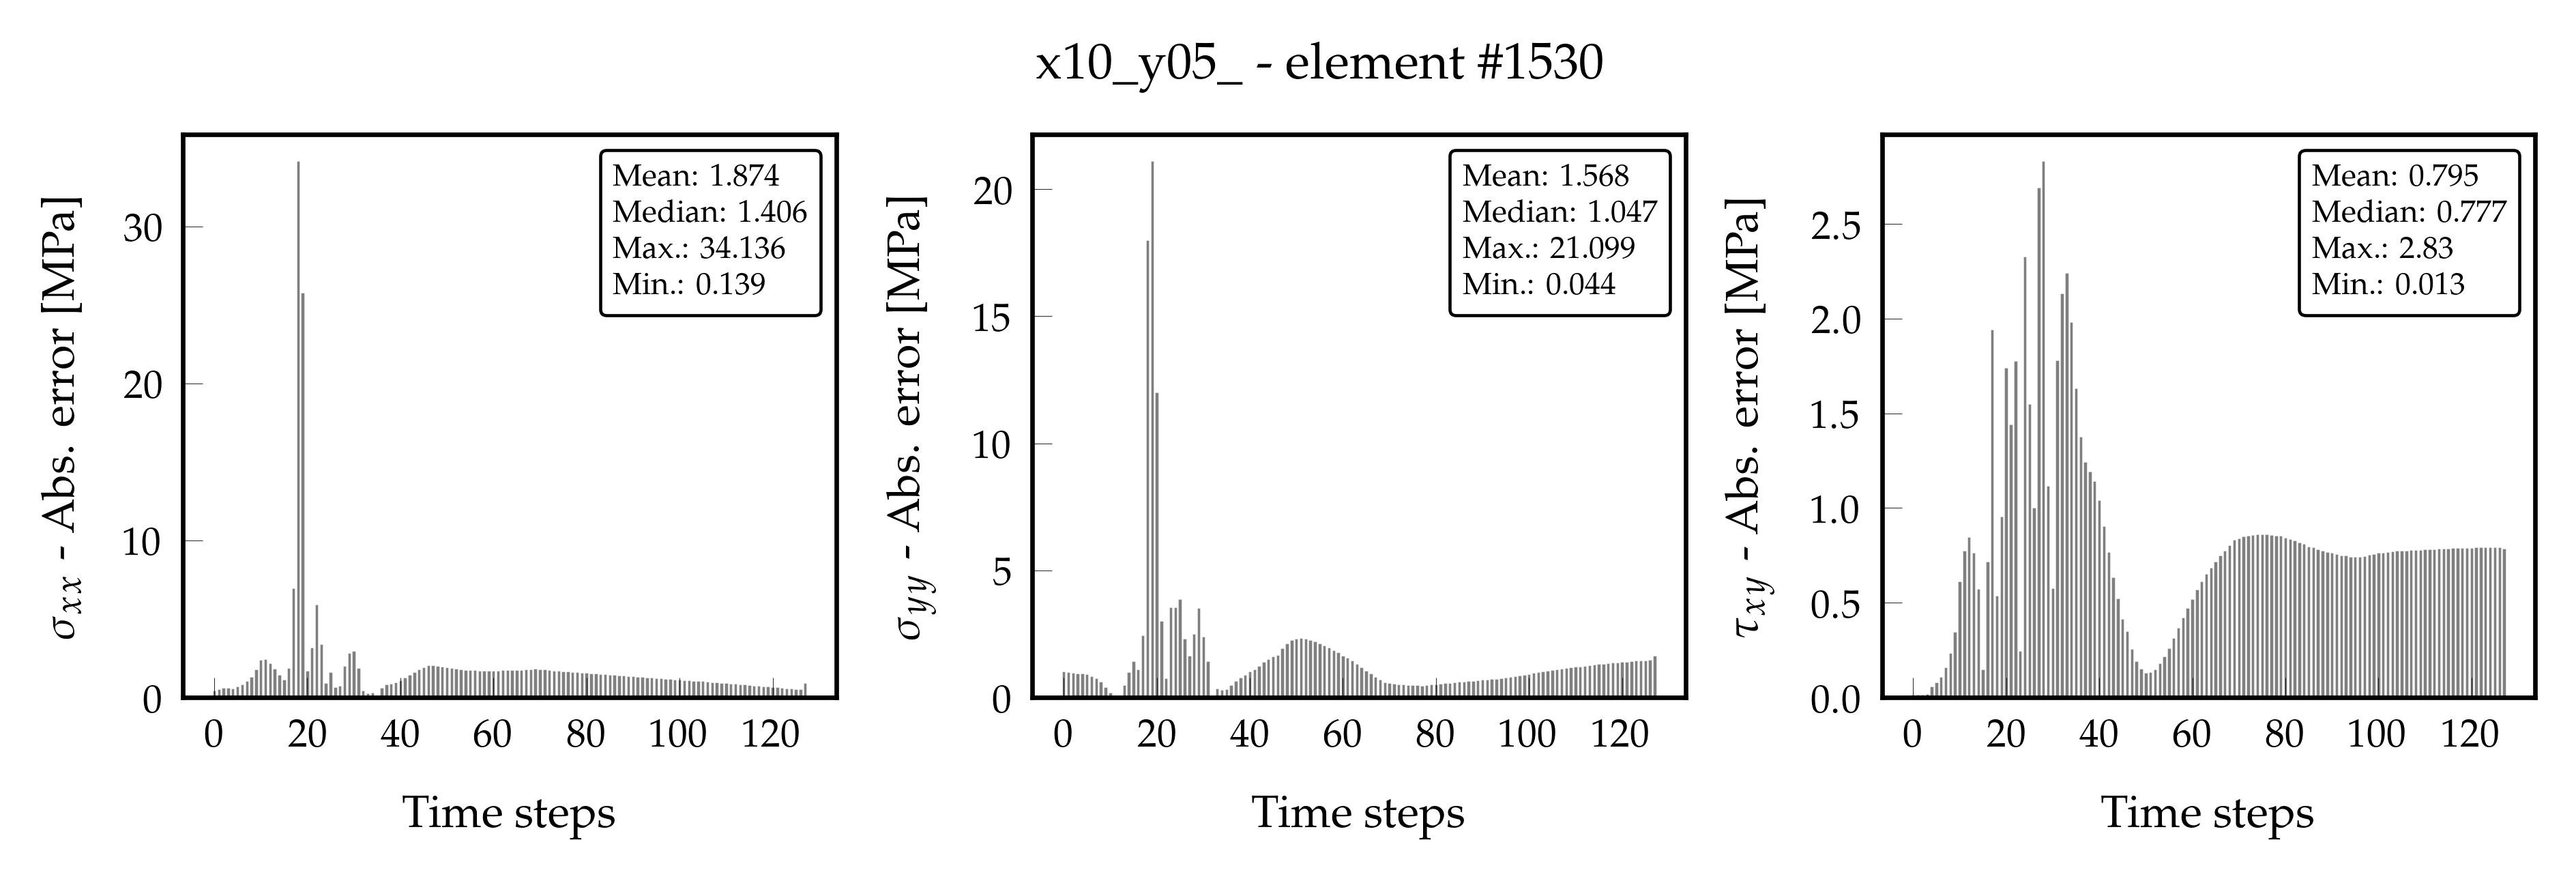 x10_y05_ - element #1530
σxx - Abs. error [MPa]
30
20
10
0
0 20 40 60 80 100 120
Time steps
Mean: 1.874
Median: 1.406
Max.: 34.136
Min.: 0.139
σyy - Abs. error [MPa]
20
15
10
5
0
0 20 40 60 80 100 120
Time steps
Mean: 1.568
Median: 1.047
Max.: 21.099
Min.: 0.044
τxy - Abs. error [MPa]
2.5
2.0
1.5
1.0
0.5
0.0
0 20 40 60 80 100 120
Time steps
Mean: 0.795
Median: 0.777
Max.: 2.83
Min.: 0.013